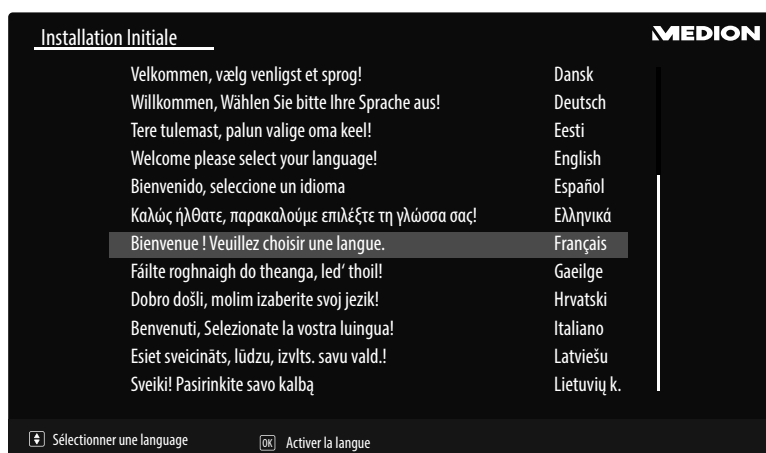 Installation Initiale
MEDION
Velkommen, vælg venligst et sprog! Dansk
Willkommen, Wählen Sie bitte Ihre Sprache aus! Deutsch
Tere tulemast, palun valige oma keel! Eesti
Welcome please select your language! English
Bienvenido, seleccione un idioma Español
Καλώς ήλθατε, παρακαλούμε επιλέξτε τη γλώσσα σας! Ελληνικά
Bienvenue ! Veuillez choisir une langue. Français
Fáilte roghnaigh do theanga, led‘ thoil! Gaeilge
Dobro došli, molim izaberite svoj jezik! Hrvatski
Benvenuti, Selezionate la vostra luingua! Italiano
Esiet sveicināts, lūdzu, izvlts. savu vald.! Latviešu
Sveiki! Pasirinkite savo kalbą Lietuvių k.
Sélectionner une language OK Activer la langue